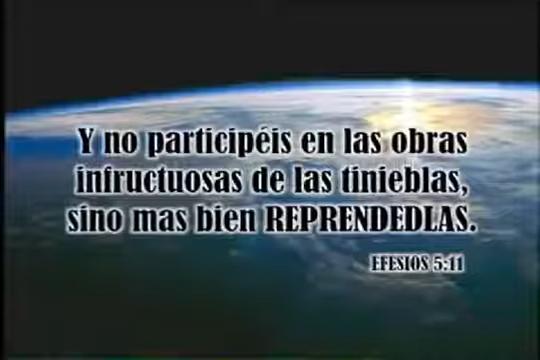 Y no participéis en las obras
infructuosas de las tinieblas,
sino mas bien REPRENDEDLAS.
EFESIOS 5:11